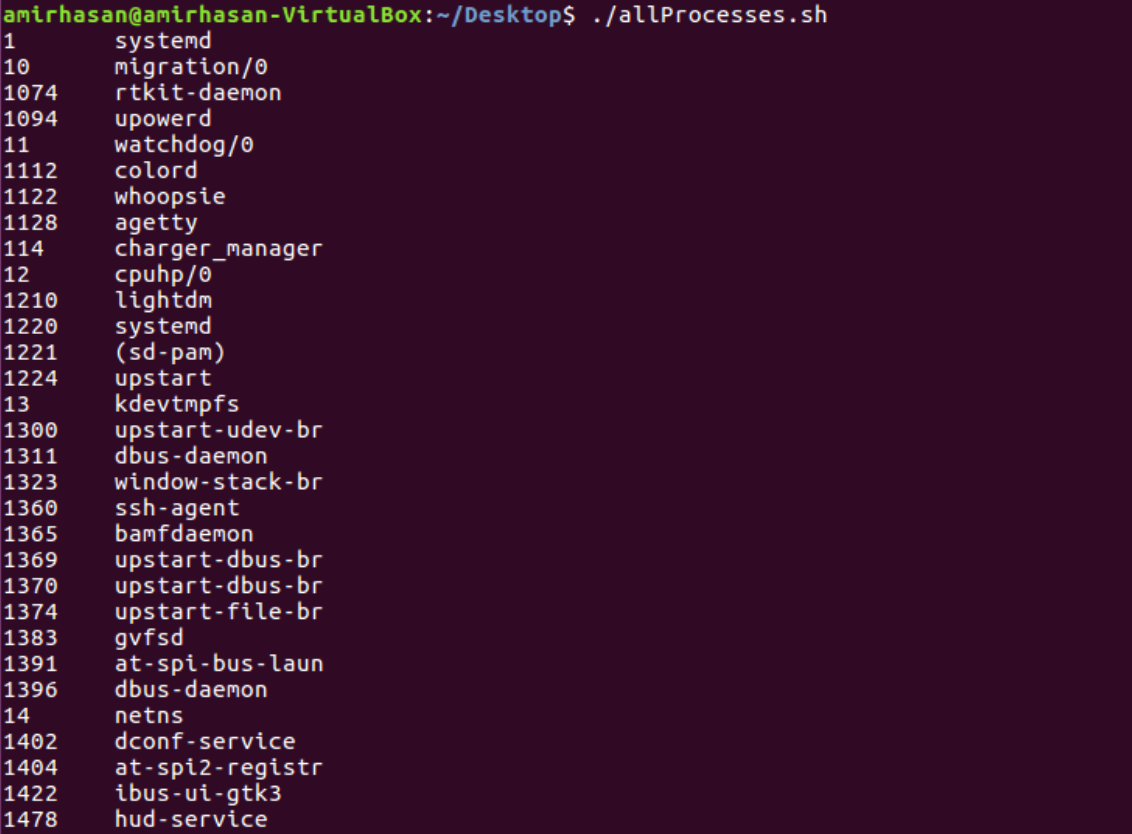 amirhasan@amirhasan-VirtualBox:~/Desktop$ ./allProcesses.sh
1 systemd
10 migration/0
1074 rtkit-daemon
1094 upowerd
11 watchdog/0
1112 colord
1122 whoopsie
1128 agetty
114 charger_manager
12 cpuhp/0
1210 lightdm
1220 systemd
1221 (sd-pam)
1224 upstart
13 kdevtmpfs
1300 upstart-udev-br
1311 dbus-daemon
1323 window-stack-br
1360 ssh-agent
1365 bamfdaemon
1369 upstart-dbus-br
1370 upstart-dbus-br
1374 upstart-file-br
1383 gvfsd
1391 at-spi-bus-laun
1396 dbus-daemon
14 netns
1402 dconf-service
1404 at-spi2-registr
1422 ibus-ui-gtk3
1478 hud-service